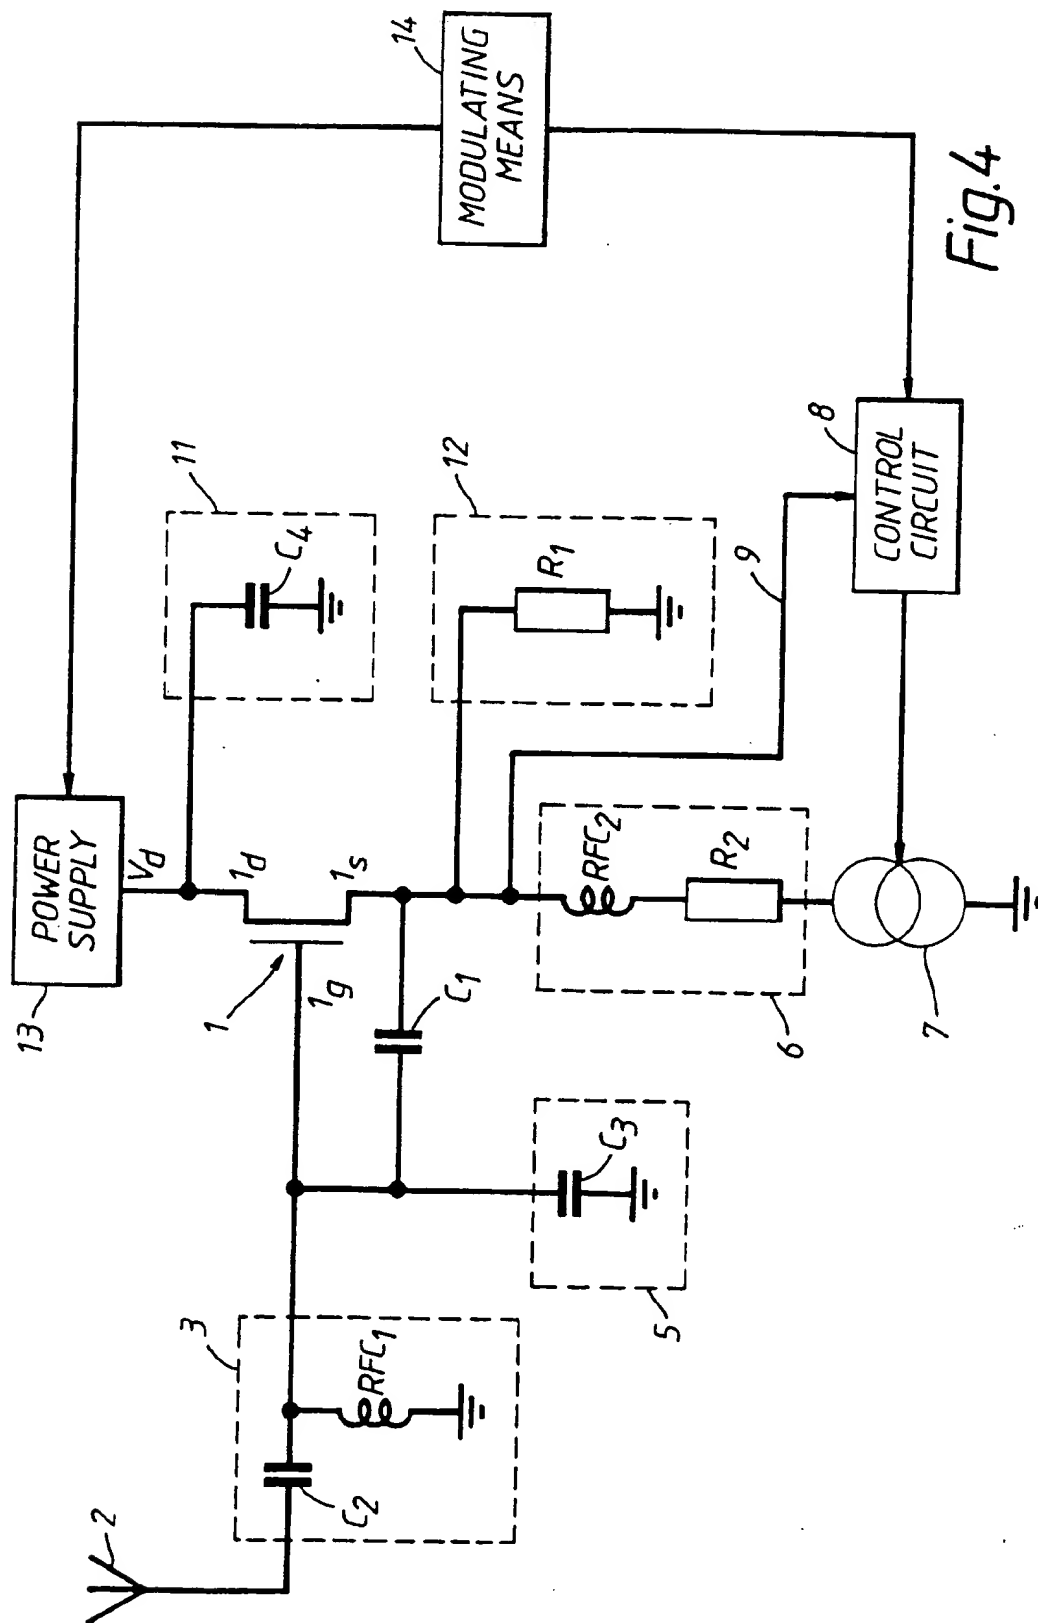 13
POWER
SUPPLY
Vd
11
C4
14
MODULATING
MEANS
1
1d
1g
1s
12
R1
2
3
C2
RFC1
C1
5
C3
6
RFC2
R2
9
8
CONTROL
CIRCUIT
7
Fig.4